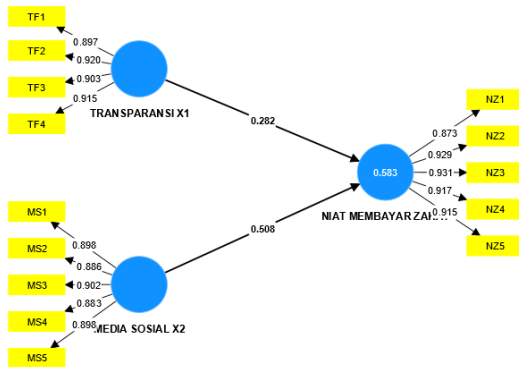 TF1
0.897
TF2
0.920
TF3
0.903
TF4
0.915
TRANSPARANSI X1
0.282
NZ1
0.873
NZ2
0.929
0.583
0.931
NZ3
0.917
NIAT MEMBAYAR
NZ4
0.915
NZ5
0.508
MS1
0.898
MS2
0.886
MS3
0.902
MS4
0.883
0.898
MEDIA SOSIAL X2
MS5